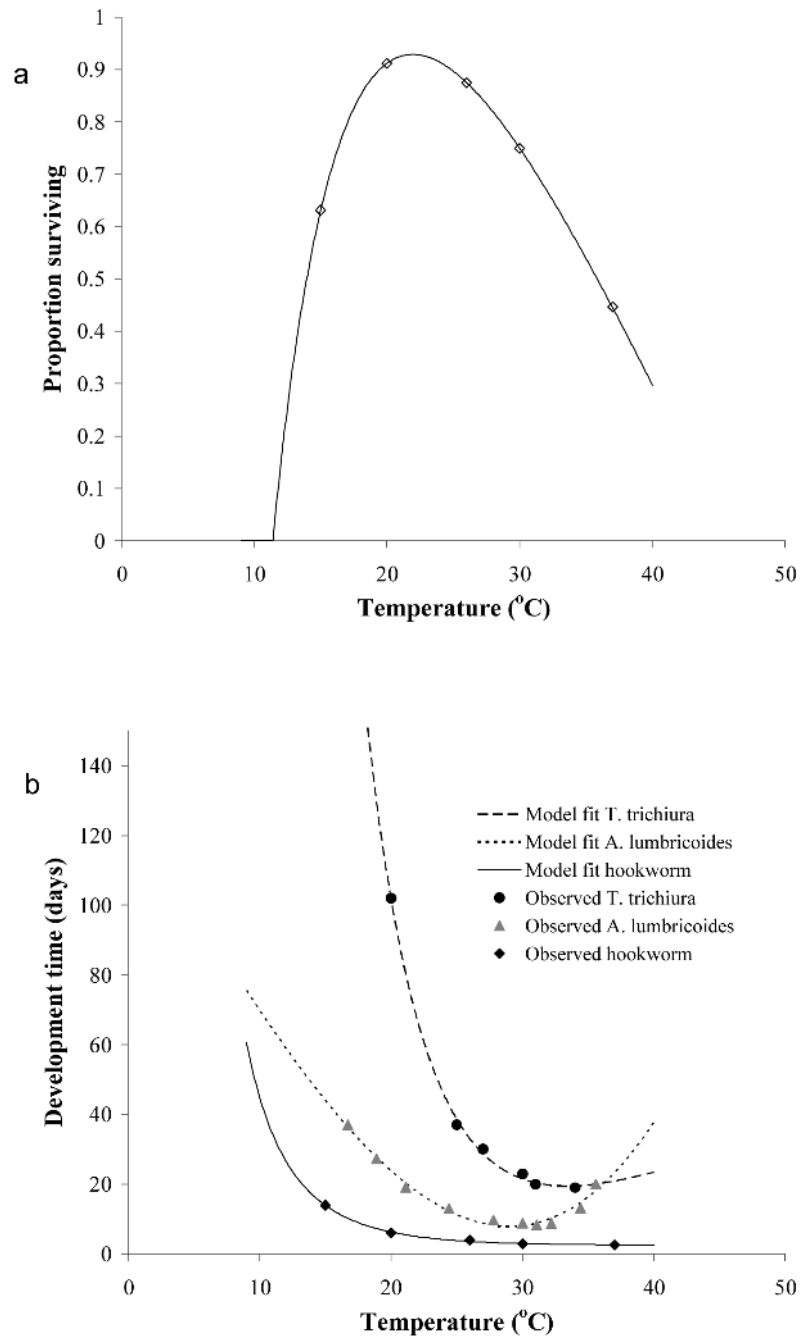 a
1
0.9
0.8
0.7
0.6
0.5
0.4
0.3
0.2
0.1
0
Proportion surviving
0 10 20 30 40 50
Temperature (°C)
b
140
120
100
80
60
40
20
0
Development time (days)
Model fit T. trichiura
Model fit A. lumbricoides
Model fit hookworm
Observed T. trichiura
Observed A. lumbricoides
Observed hookworm
0 10 20 30 40 50
Temperature (°C)